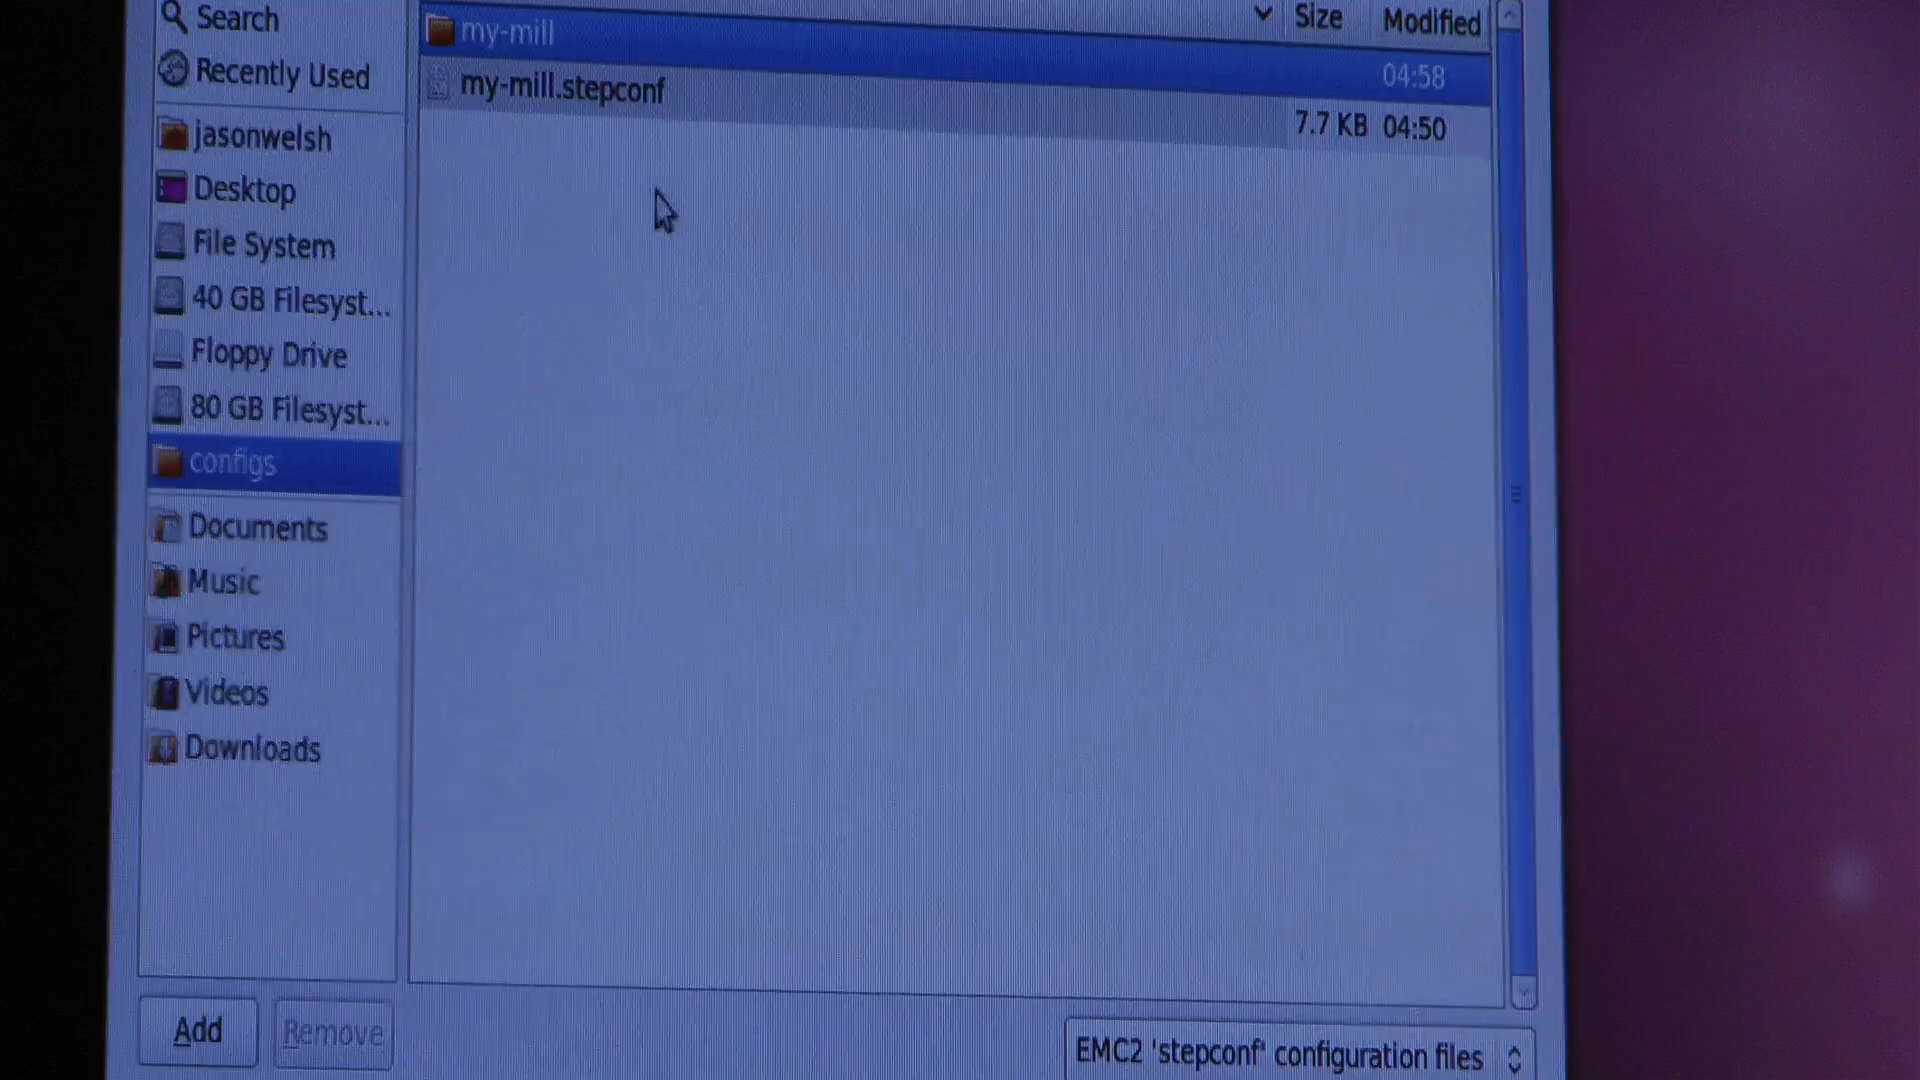 Search
Recently Used
jasonwelsh
Desktop
File System
40 GB Filesyst...
Floppy Drive
80 GB Filesyst...
configs
Documents
Music
Pictures
Videos
Downloads
Add
Remove
Size Modified
my-mill 04:58
my-mill.stepconf 7.7 KB 04:50
EMC2 'stepconf' configuration files